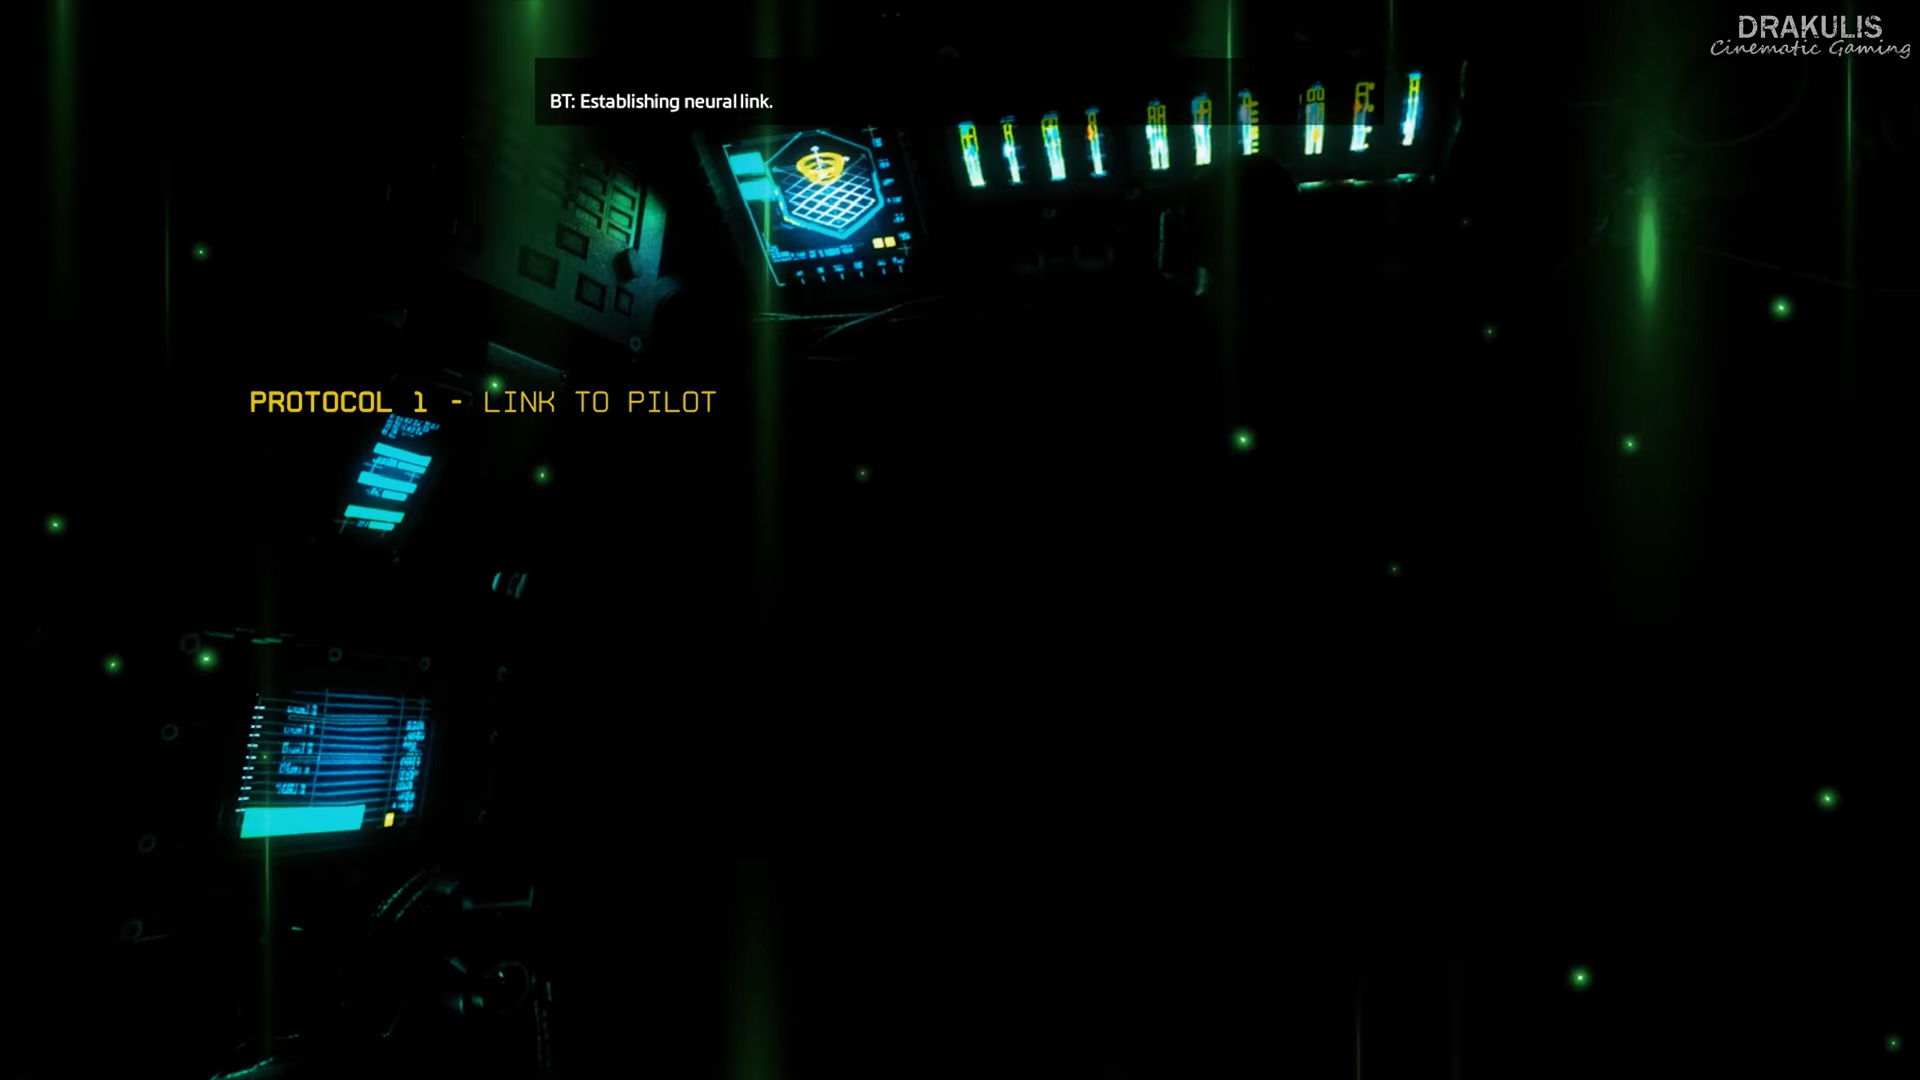 DRAKULIS
Cinematic Gaming
BT: Establishing neural link.
PROTOCOL 1 - LINK TO PILOT